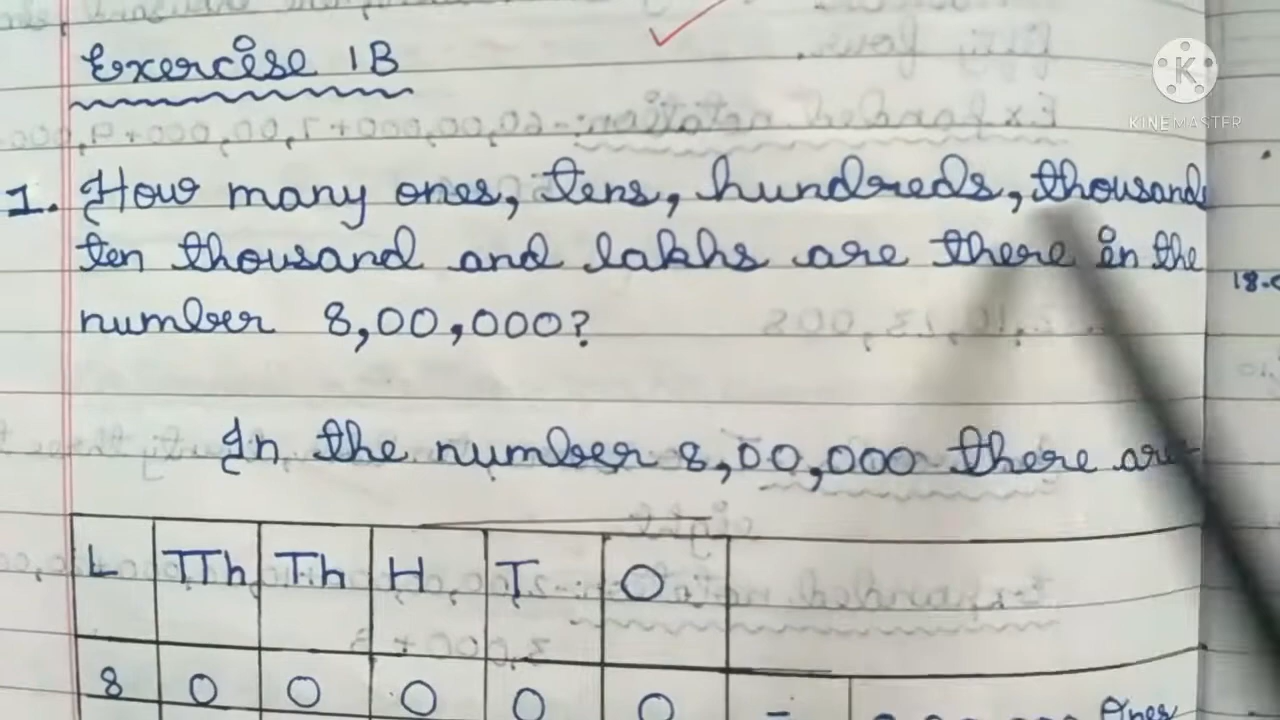 Exercise 1B
KINEMASTER
1. How many ones, tens, hundreds, thousands
ten thousand and lakhs are there in the
number 8,00,000?
In the number 8,00,000 there are
L TTh Th H T O
8 0 0 0 0 0 - Ones